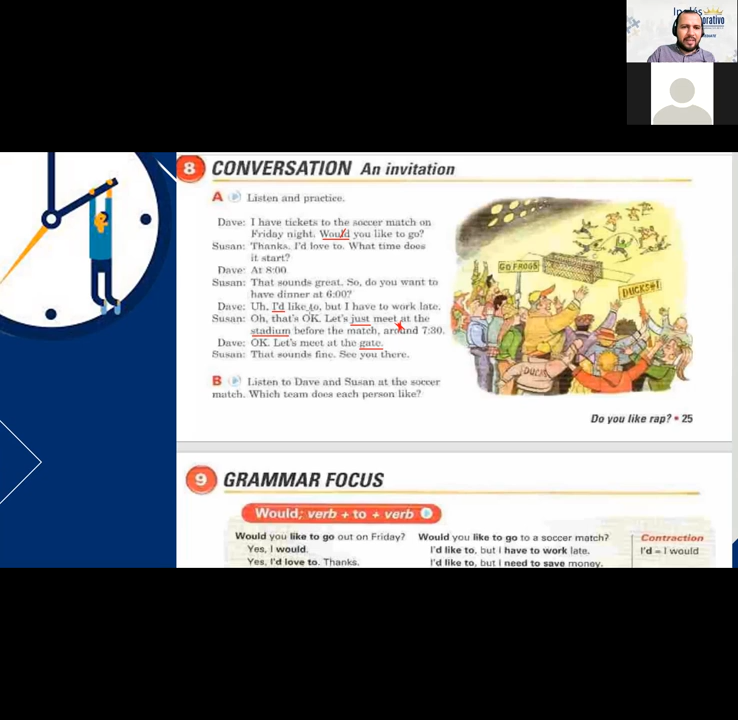 Inglés
orativo
8 CONVERSATION An invitation
A Listen and practice.
Dave: I have tickets to the soccer match on
Friday night. Would you like to go?
Susan: Thanks. I'd love to. What time does
it start?
Dave: At 8:00
Susan: That sounds great. So, do you want to
have dinner at 6:00?
Dave: Uh, I'd like to, but I have to work late.
Susan: Oh, that's OK. Let's just meet at the
stadium before the match, around 7:30.
Dave: OK. Let's meet at the gate.
Susan: That sounds fine. See you there.
GO FROGS
DUCKS#1
DUCKS
B Listen to Dave and Susan at the soccer
match. Which team does each person like?
Do you like rap? • 25
9 GRAMMAR FOCUS
Would; verb + to + verb
Would you like to go out on Friday?
Yes, I would.
Yes, I'd love to. Thanks.
Would you like to go to a soccer match?
I'd like to, but I have to work late.
I'd like to, but I need to save money.
Contraction
I'd = I would